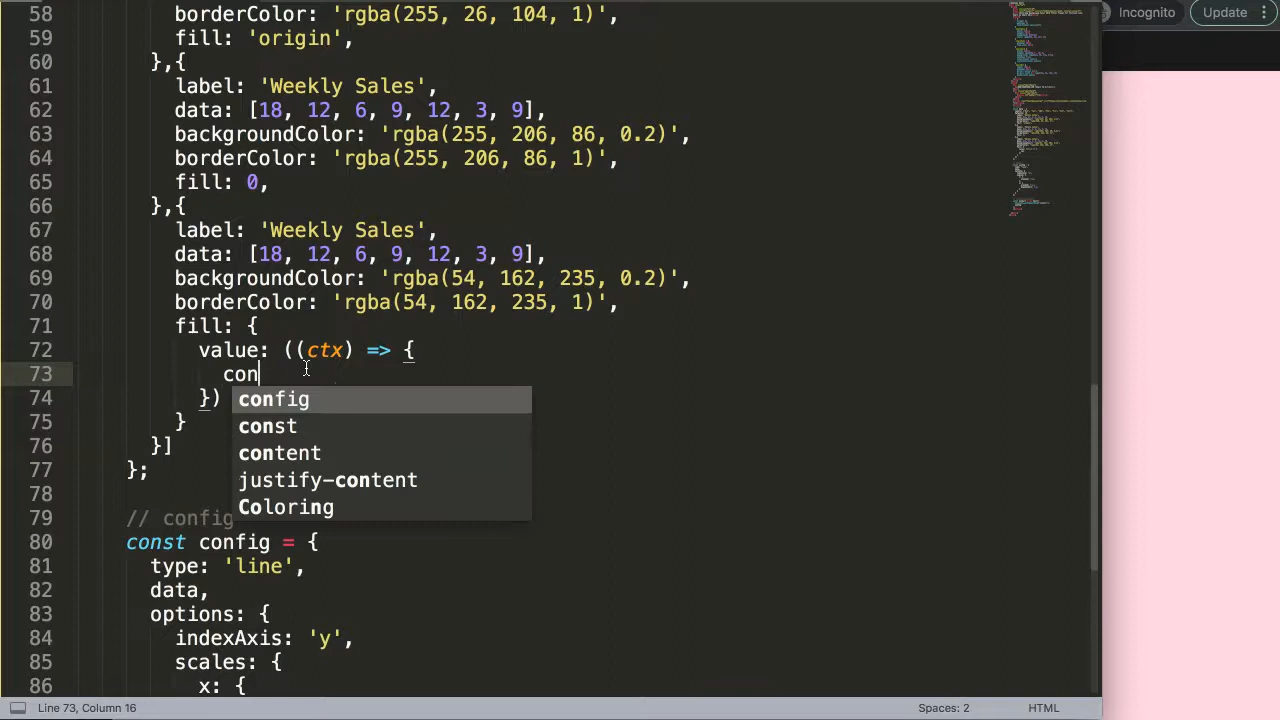 Incognito
Update
58 borderColor: 'rgba(255, 26, 104, 1)',
59 fill: 'origin',
60 },{
61 label: 'Weekly Sales',
62 data: [18, 12, 6, 9, 12, 3, 9],
63 backgroundColor: 'rgba(255, 206, 86, 0.2)',
64 borderColor: 'rgba(255, 206, 86, 1)',
65 fill: 0,
66 },{
67 label: 'Weekly Sales',
68 data: [18, 12, 6, 9, 12, 3, 9],
69 backgroundColor: 'rgba(54, 162, 235, 0.2)',
70 borderColor: 'rgba(54, 162, 235, 1)',
71 fill: {
72 value: ((ctx) => {
73 con
74 })
config
const
content
justify-content
Coloring
75 }
76 }]
77 };
78
79 // config
80 const config = {
81 type: 'line',
82 data,
83 options: {
84 indexAxis: 'y',
85 scales: {
86 x: {
Line 73, Column 16
Spaces: 2
HTML